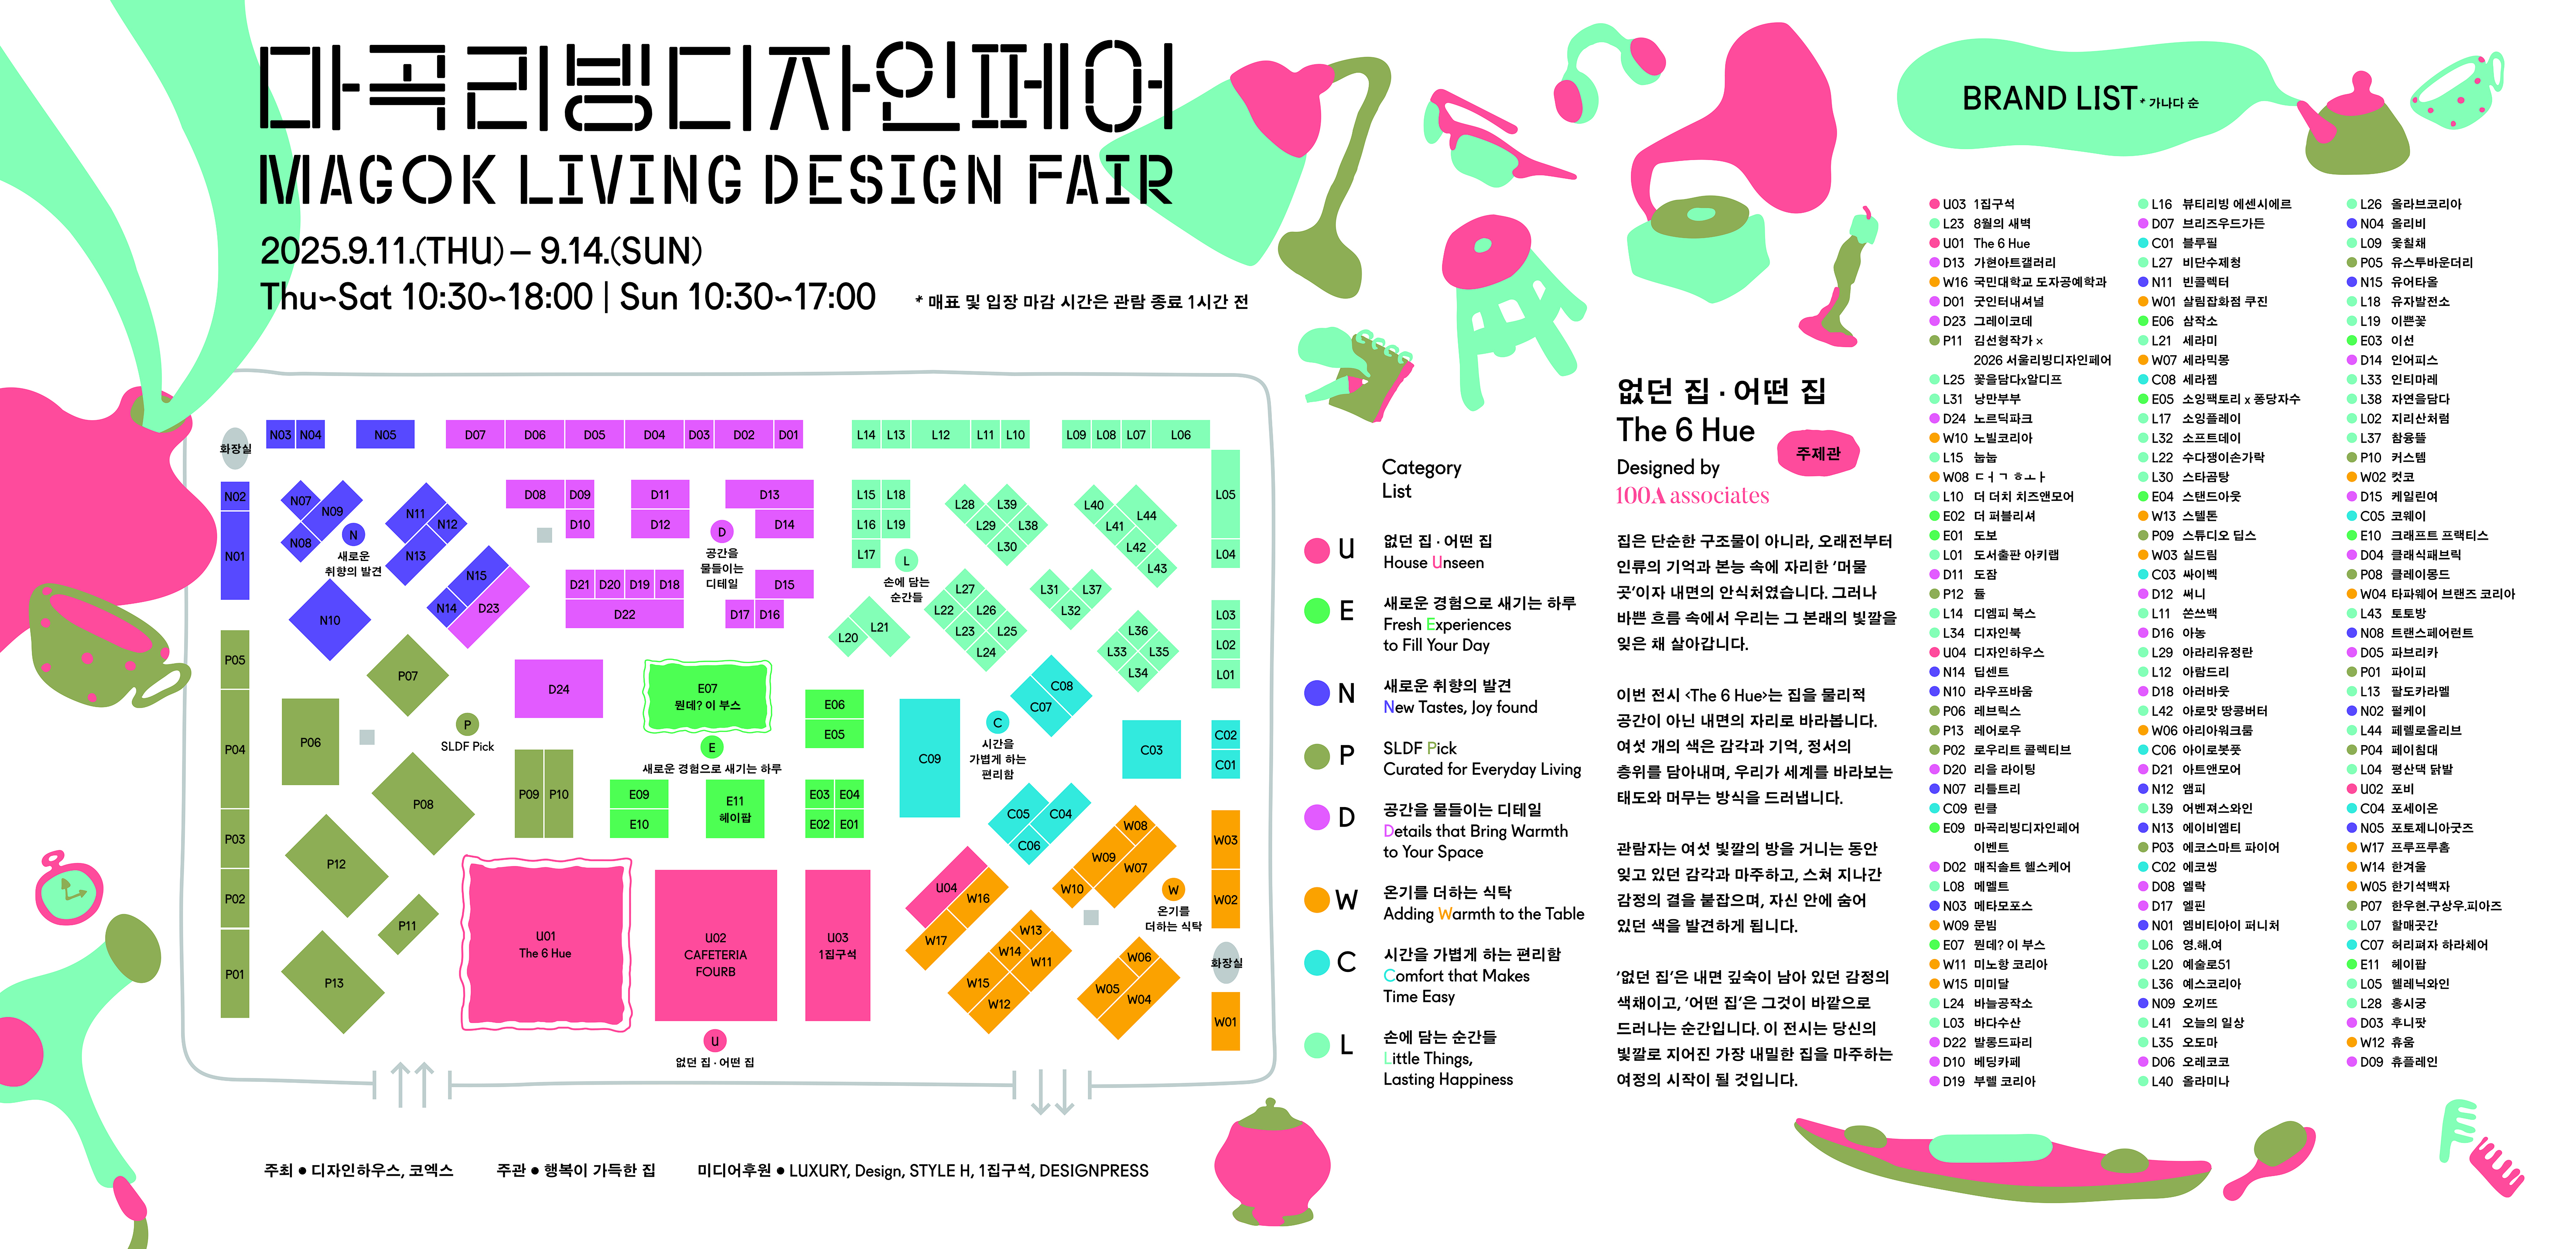 마곡리빙디자인페어
MAGOK LIVING DESIGN FAIR
2025.9.11.(THU) – 9.14.(SUN)
Thu~Sat 10:30~18:00 | Sun 10:30~17:00
* 매표 및 입장 마감 시간은 관람 종료 1시간 전
화장실
N03 N04 N05 D07 D06 D05 D04 D03 D02 D01 L14 L13 L12 L11 L10 L09 L08 L07 L06
N02
N01
N07
N09
N08
N11
N12
N13
N15
N14
D23
N10
N
새로운
취향의 발견
D08 D09
D10
D11
D12
D13
D14
D
공간을
물들이는
디테일
D21 D20 D19 D18
D22
D15
D17 D16
L15 L18
L16 L19
L17
L
손에 담는
순간들
L28
L39
L29
L38
L30
L40
L44
L41
L42
L43
L05
L04
L27
L22
L26
L23
L25
L24
L31
L37
L32
L20
L21
L36
L33
L35
L34
L03
L02
L01
P05
P04
P03
P02
P01
P07
P06
P
SLDF Pick
P08
P09 P10
P12
P11
P13
D24
E07
뭔데? 이 부스
E
새로운 경험으로 새기는 하루
E06
E05
E09
E10
E11
헤이팝
E03 E04
E02 E01
C08
C07
C09
C
시간을
가볍게 하는
편리함
C03
C02
C01
C05
C04
C06
W08
W09
W07
W10
W
온기를
더하는 식탁
W03
W02
화장실
W01
U04
W16
W17
W13
W14
W11
W15
W12
W06
W05
W04
U01
The 6 Hue
U02
CAFETERIA
FOURB
U03
1집구석
U
없던 집 · 어떤 집
주최 ● 디자인하우스, 코엑스
주관 ● 행복이 가득한 집
미디어후원 ● LUXURY, Design, STYLE H, 1집구석, DESIGNPRESS
Category
List
U
없던 집 · 어떤 집
House Unseen
E
새로운 경험으로 새기는 하루
Fresh Experiences
to Fill Your Day
N
새로운 취향의 발견
New Tastes, Joy found
P
SLDF Pick
Curated for Everyday Living
D
공간을 물들이는 디테일
Details that Bring Warmth
to Your Space
W
온기를 더하는 식탁
Adding Warmth to the Table
C
시간을 가볍게 하는 편리함
Comfort that Makes
Time Easy
L
손에 담는 순간들
Little Things,
Lasting Happiness
없던 집 · 어떤 집
The 6 Hue
주제관
Designed by
100A associates
집은 단순한 구조물이 아니라, 오래전부터
인류의 기억과 본능 속에 자리한 ‘머물
곳’이자 내면의 안식처였습니다. 그러나
바쁜 흐름 속에서 우리는 그 본래의 빛깔을
잊은 채 살아갑니다.
이번 전시 <The 6 Hue>는 집을 물리적
공간이 아닌 내면의 자리로 바라봅니다.
여섯 개의 색은 감각과 기억, 정서의
층위를 담아내며, 우리가 세계를 바라보는
태도와 머무는 방식을 드러냅니다.
관람자는 여섯 빛깔의 방을 거니는 동안
잊고 있던 감각과 마주하고, 스쳐 지나간
감정의 결을 붙잡으며, 자신 안에 숨어
있던 색을 발견하게 됩니다.
‘없던 집’은 내면 깊숙이 남아 있던 감정의
색채이고, ‘어떤 집’은 그것이 바깥으로
드러나는 순간입니다. 이 전시는 당신의
빛깔로 지어진 가장 내밀한 집을 마주하는
여정의 시작이 될 것입니다.
BRAND LIST * 가나다 순
U03 1집구석
L23 8월의 새벽
U01 The 6 Hue
D13 가현아트갤러리
W16 국민대학교 도자공예학과
D01 굿인터내셔널
D23 그레이코데
P11 김선형작가 ×
2026 서울리빙디자인페어
L25 꽃을담다x알디프
L31 낭만부부
D24 노르딕파크
W10 노빌코리아
L15 눕눕
W08 ㄷㅓㄱ ㅎㅗㅏ
L10 더 더치 치즈앤모어
E02 더 퍼블리셔
E01 도보
L01 도서출판 아키랩
D11 도잠
P12 듈
L14 디엠피 북스
L34 디자인북
U04 디자인하우스
N14 딥센트
N10 라우프바움
P06 레브릭스
P13 레어로우
P02 로우리트 콜렉티브
D20 리을 라이팅
N07 리틀트리
C09 린클
E09 마곡리빙디자인페어
이벤트
D02 매직솔트 헬스케어
L08 메멜트
N03 메타모포스
W09 문빔
E07 뭔데? 이 부스
W11 미노항 코리아
W15 미미달
L24 바늘공작소
L03 바다수산
D22 발롱드파리
D10 베딩카페
D19 부렐 코리아
L16 뷰티리빙 에센시에르
D07 브리즈우드가든
C01 블루필
L27 비단수제청
N11 빈콜렉터
W01 살림잡화점 쿠진
E06 삼작소
L21 세라미
W07 세라믹몽
C08 세라젬
E05 소잉팩토리 x 퐁당자수
L17 소잉플레이
L32 소프트데이
L22 수다쟁이손가락
L30 스타곰탕
E04 스탠드아웃
W13 스텔톤
P09 스튜디오 딥스
W03 실드림
C03 싸이벡
D12 써니
L11 쏜쓰백
D16 아농
L29 아라리유정란
L12 아람드리
D18 아러바웃
L42 아로맛 땅콩버터
W06 아리아워크룸
C06 아이로봇풋
D21 아트앤모어
N12 앰피
L39 어벤져스와인
N13 에이비엠티
P03 에코스마트 파이어
C02 에코씽
D08 엘락
D17 엘핀
N01 엠비티아이 퍼니처
L06 영.해.여
L20 예술로51
L36 예스코리아
N09 오끼뜨
L41 오늘의 일상
L35 오도마
D06 오레코코
L40 올라미나
L26 올라브코리아
N04 올리비
L09 옻칠채
P05 유스투바운더리
N15 유어타올
L18 유자발전소
L19 이쁜꽃
E03 이선
D14 인어피스
L33 인티마레
L38 자연을담다
L02 지리산처럼
L37 참융뜰
P10 커스템
W02 컷코
D15 케일린여
C05 코웨이
E10 크래프트 프랙티스
D04 클래식패브릭
P08 클레이몽드
W04 타파웨어 브랜즈 코리아
L43 토토방
N08 트랜스페어런트
D05 파브리카
P01 파이피
L13 팔도카라멜
N02 펄케이
L44 페렐로올리브
P04 페이침대
L04 평산댁 닭발
U02 포비
C04 포세이온
N05 포토제니아굿즈
W17 프루프루홈
W14 한겨울
W05 한기석백자
P07 한우현.구상우.피아즈
L07 할매곳간
C07 허리펴자 하라체어
E11 헤이팝
L05 헬레닉와인
L28 홍시궁
D03 후니팟
W12 휴움
D09 휴플레인